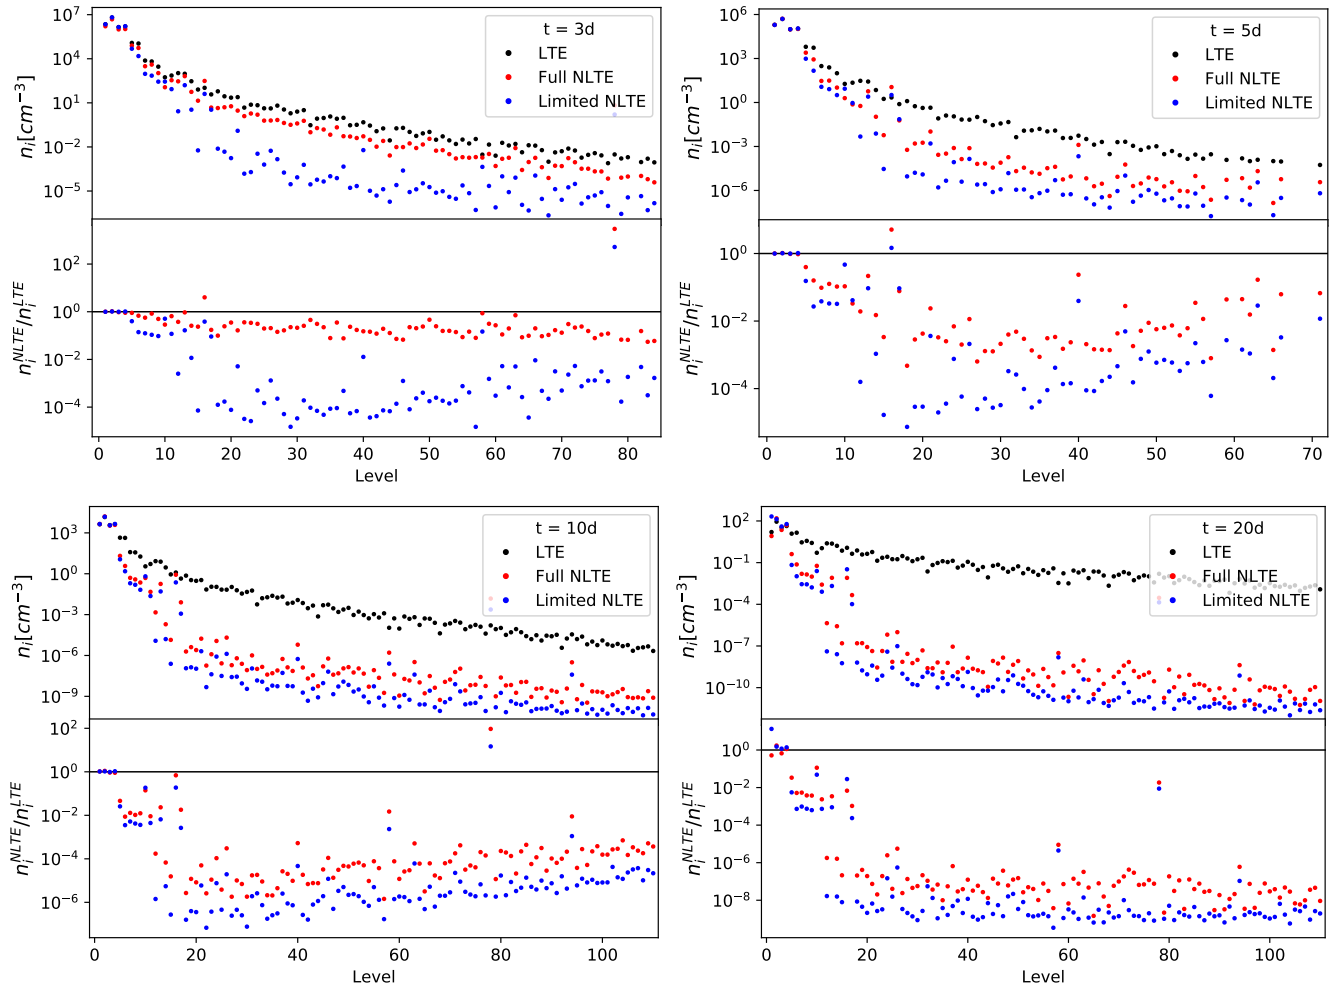 t = 3d
LTE
Full NLTE
Limited NLTE
n_i[cm^{-3}]
10^7
10^4
10^1
10^{-2}
10^{-5}
n_i^{NLTE}/n_i^{LTE}
10^2
10^0
10^{-2}
10^{-4}
0 10 20 30 40 50 60 70 80
Level
t = 5d
LTE
Full NLTE
Limited NLTE
n_i[cm^{-3}]
10^6
10^3
10^0
10^{-3}
10^{-6}
n_i^{NLTE}/n_i^{LTE}
10^0
10^{-2}
10^{-4}
0 10 20 30 40 50 60 70
Level
t = 10d
LTE
Full NLTE
Limited NLTE
n_i[cm^{-3}]
10^3
10^0
10^{-3}
10^{-6}
10^{-9}
n_i^{NLTE}/n_i^{LTE}
10^2
10^0
10^{-2}
10^{-4}
10^{-6}
0 20 40 60 80 100
Level
t = 20d
LTE
Full NLTE
Limited NLTE
n_i[cm^{-3}]
10^2
10^{-1}
10^{-4}
10^{-7}
10^{-10}
n_i^{NLTE}/n_i^{LTE}
10^0
10^{-2}
10^{-4}
10^{-6}
10^{-8}
0 20 40 60 80 100
Level